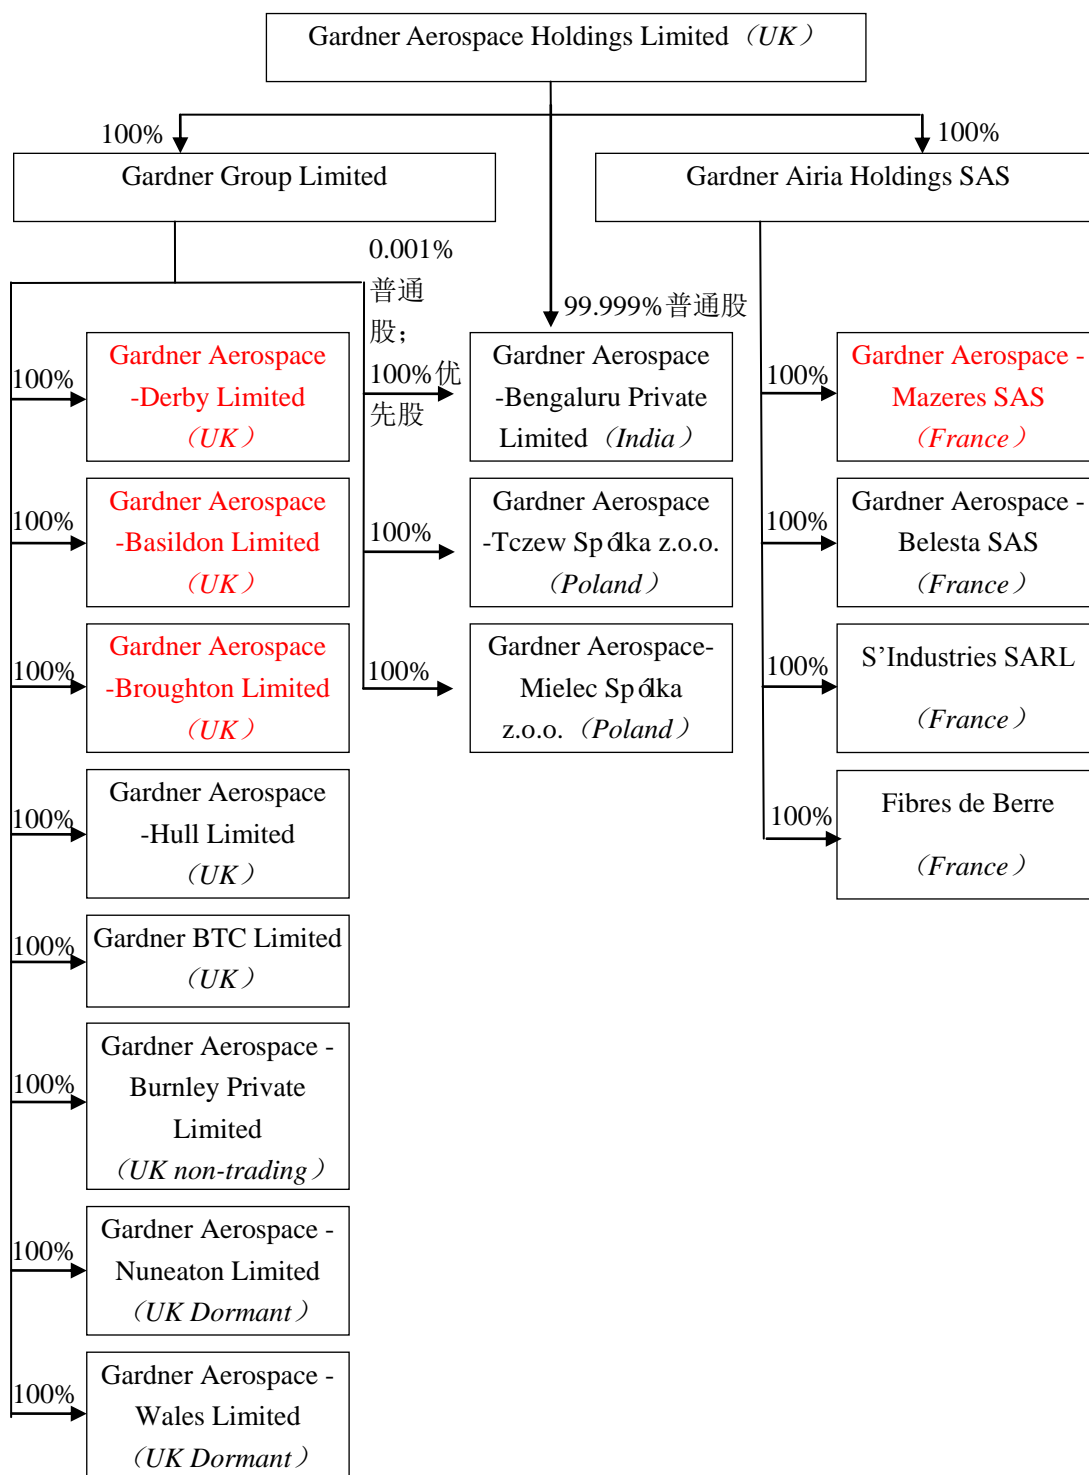 Gardner Aerospace Holdings Limited（UK）
100%
100%
Gardner Group Limited
Gardner Airia Holdings SAS
0.001%
普通
股；
100%优
先股
99.999%普通股
100%
Gardner Aerospace
-Derby Limited
（UK）
Gardner Aerospace
-Bengaluru Private
Limited（India）
100%
Gardner Aerospace -
Mazeres SAS
（France）
100%
Gardner Aerospace
-Basildon Limited
（UK）
100%
Gardner Aerospace
-Tczew Spólka z.o.o.
（Poland）
100%
Gardner Aerospace -
Belesta SAS
（France）
100%
Gardner Aerospace
-Broughton Limited
（UK）
100%
Gardner Aerospace-
Mielec Spólka
z.o.o.（Poland）
100%
S’Industries SARL
（France）
100%
Gardner Aerospace
-Hull Limited
（UK）
100%
Fibres de Berre
（France）
100%
Gardner BTC Limited
（UK）
100%
Gardner Aerospace -
Burnley Private
Limited
（UK non-trading）
100%
Gardner Aerospace -
Nuneaton Limited
（UK Dormant）
100%
Gardner Aerospace -
Wales Limited
（UK Dormant）